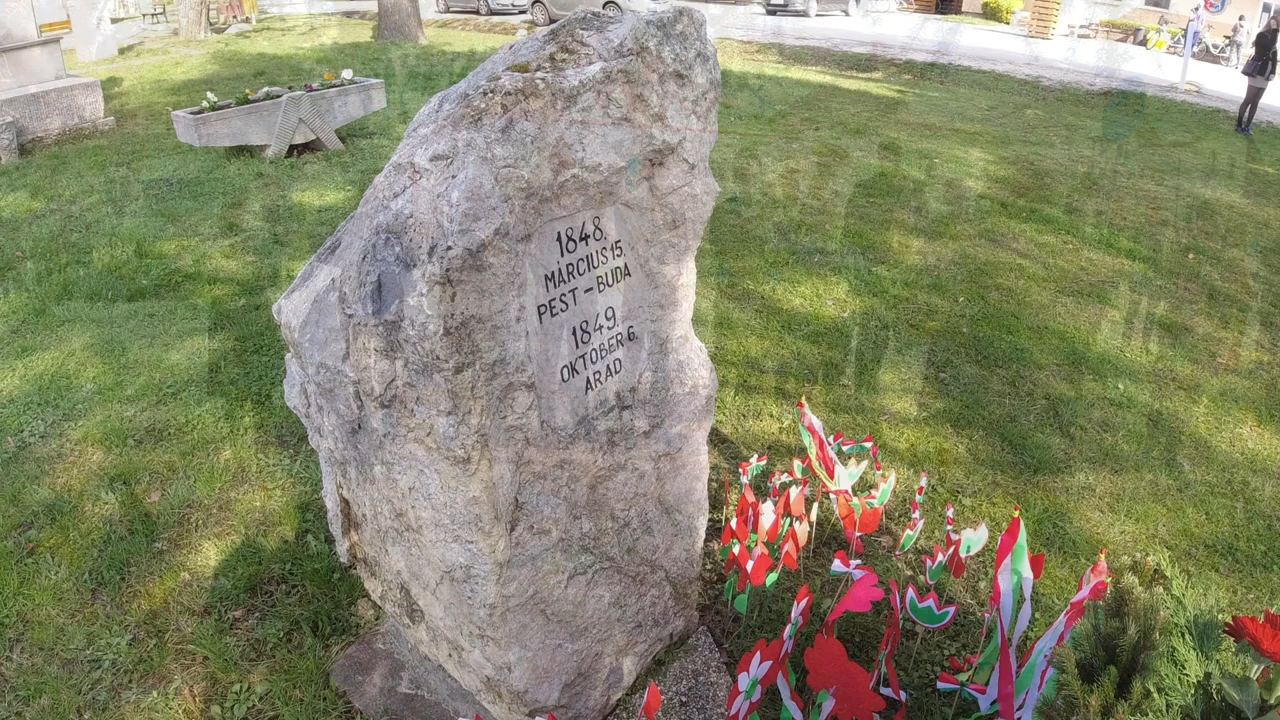 1848.
MÁRCIUS 15.
PEST – BUDA
1849.
OKTÓBER 6.
ARAD